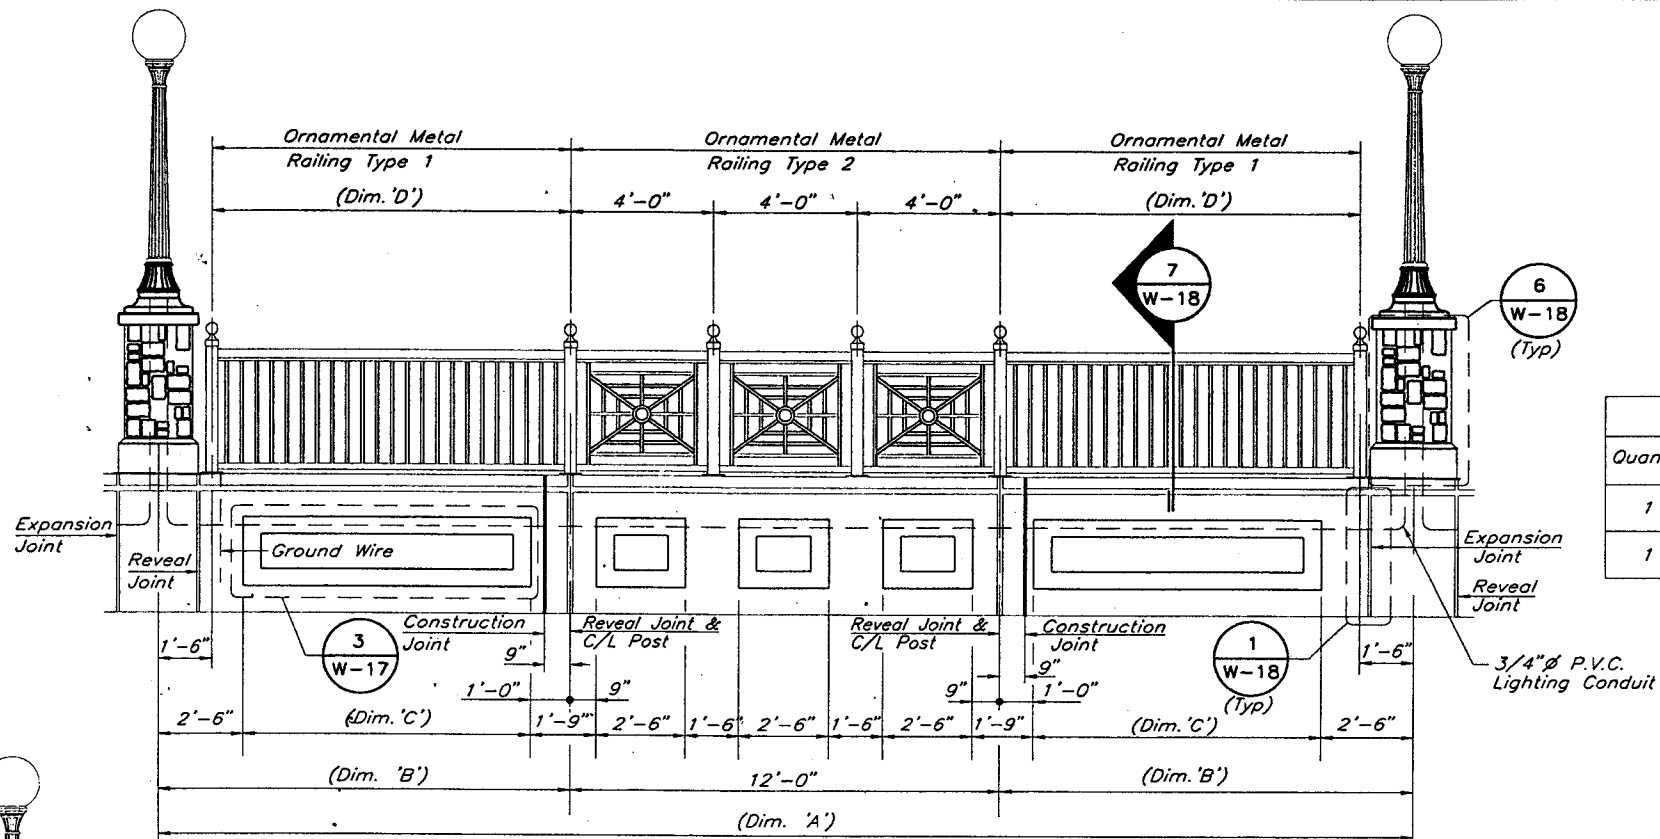 Ornamental Metal
Railing Type 1
Ornamental Metal
Railing Type 2
Ornamental Metal
Railing Type 1
(Dim.'D')
4'-0"
4'-0"
4'-0"
(Dim.'D')
7
W-18
6
W-18
(Typ)
Quan
1
1
Expansion
Joint
Reveal
Joint
Ground Wire
Expansion
Joint
Reveal
Joint
Construction
Joint
Reveal Joint &
C/L Post
Reveal Joint &
C/L Post
Construction
Joint
3
W-17
1
W-18
(Typ)
3/4"Ø P.V.C.
Lighting Conduit
1'-6"
9"
9"
1'-6"
1'-0"
9"
9"
1'-0"
2'-6"
(Dim.'C')
1'-9"
2'-6"
1'-6"
2'-6"
1'-6"
2'-6"
1'-9"
(Dim.'C')
2'-6"
(Dim. 'B')
12'-0"
(Dim.'B')
(Dim. 'A')